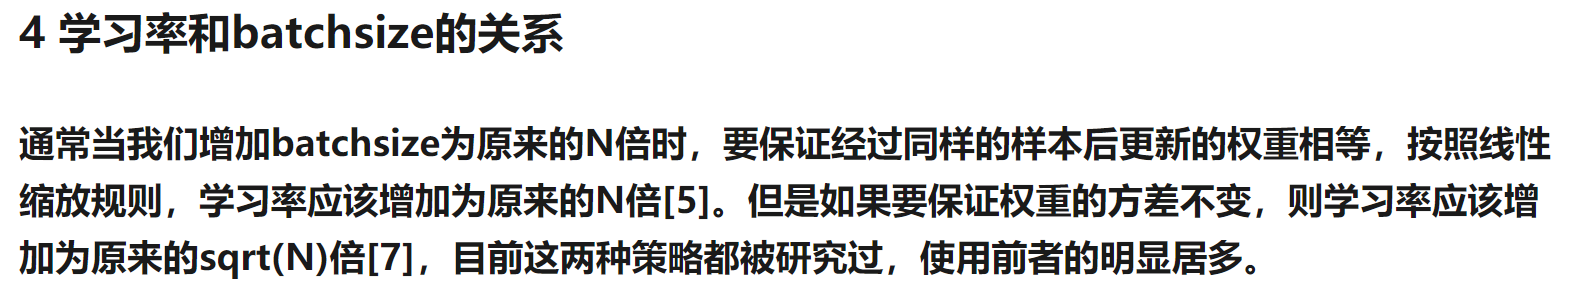 4 学习率和batchsize的关系
通常当我们增加batchsize为原来的N倍时，要保证经过同样的样本后更新的权重相等，按照线性
缩放规则，学习率应该增加为原来的N倍[5]。但是如果要保证权重的方差不变，则学习率应该增
加为原来的sqrt(N)倍[7]，目前这两种策略都被研究过，使用前者的明显居多。